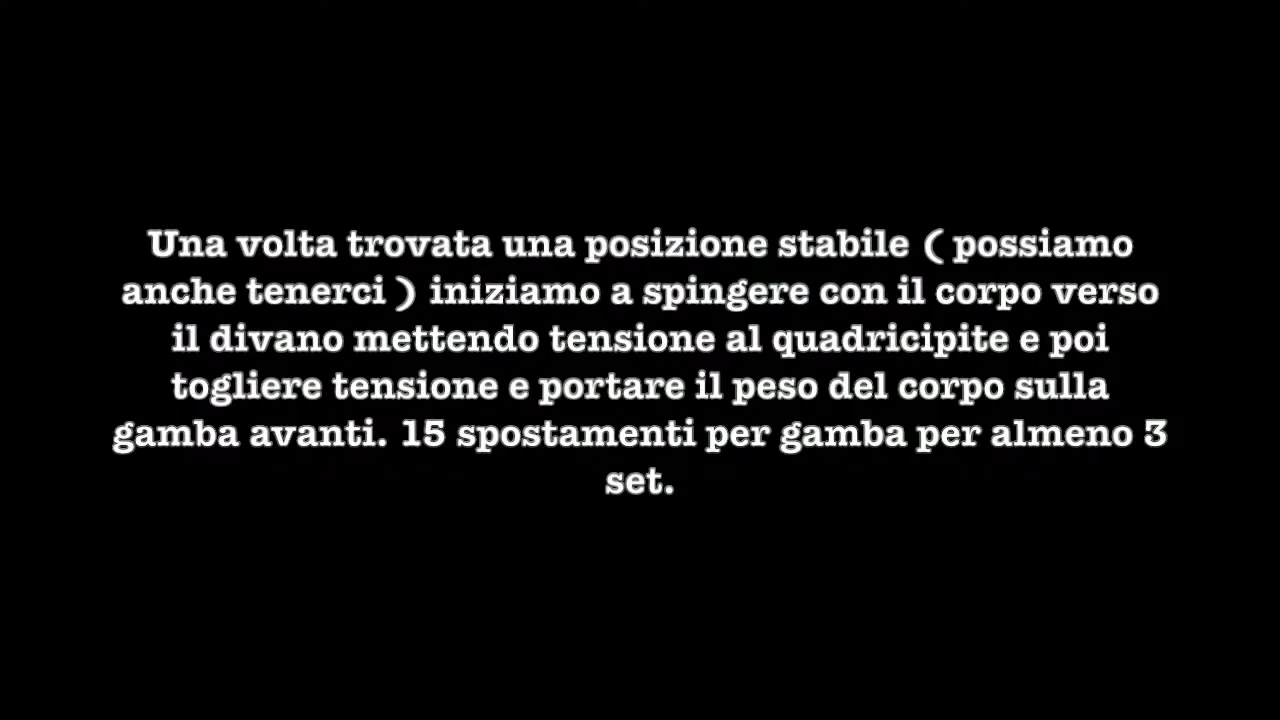 Una volta trovata una posizione stabile ( possiamo
anche tenerci ) iniziamo a spingere con il corpo verso
il divano mettendo tensione al quadricipite e poi
togliere tensione e portare il peso del corpo sulla
gamba avanti. 15 spostamenti per gamba per almeno 3
set.